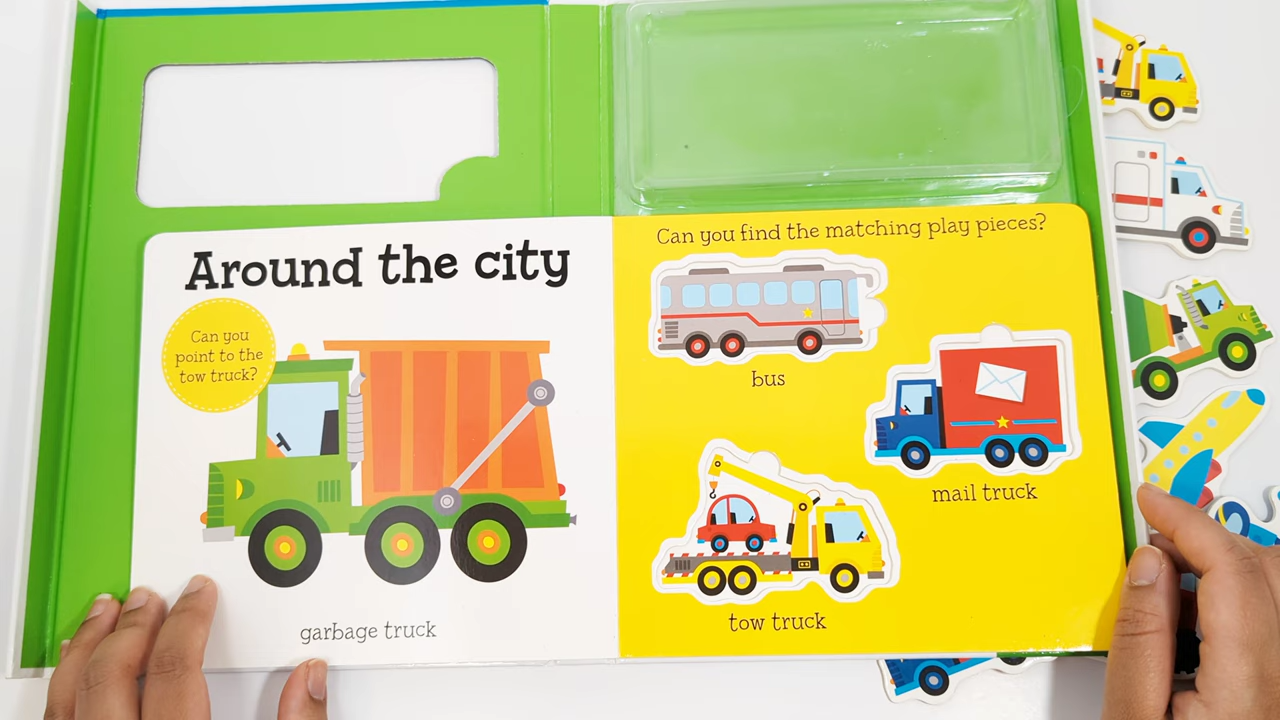 Around the city
Can you
point to the
tow truck?
garbage truck
Can you find the matching play pieces?
bus
mail truck
tow truck